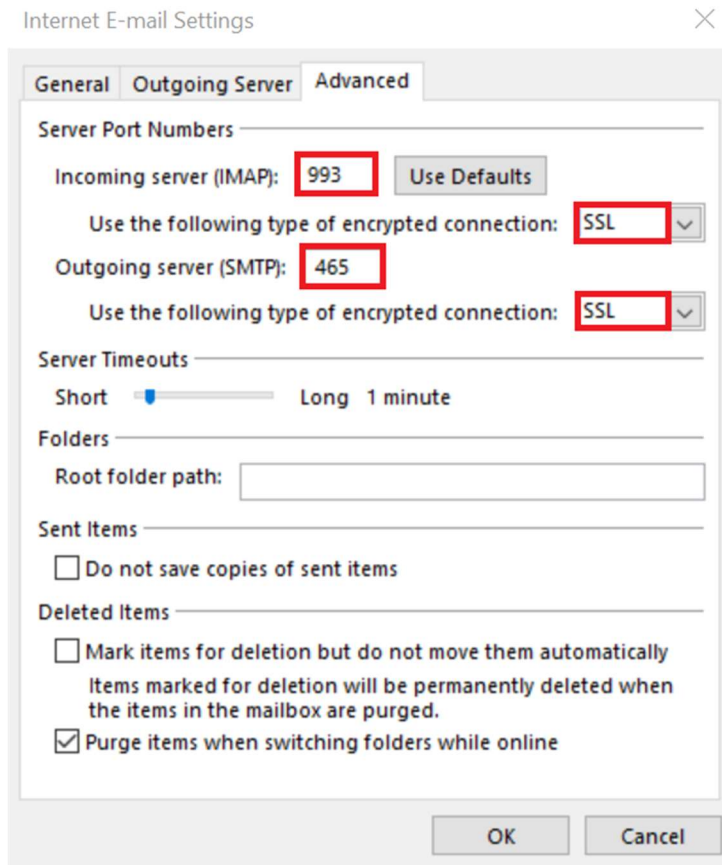 Internet E-mail Settings
General Outgoing Server Advanced
Server Port Numbers
Incoming server (IMAP): 993 Use Defaults
Use the following type of encrypted connection: SSL
Outgoing server (SMTP): 465
Use the following type of encrypted connection: SSL
Server Timeouts
Short Long 1 minute
Folders
Root folder path:
Sent Items
Do not save copies of sent items
Deleted Items
Mark items for deletion but do not move them automatically
Items marked for deletion will be permanently deleted when
the items in the mailbox are purged.
Purge items when switching folders while online
OK Cancel